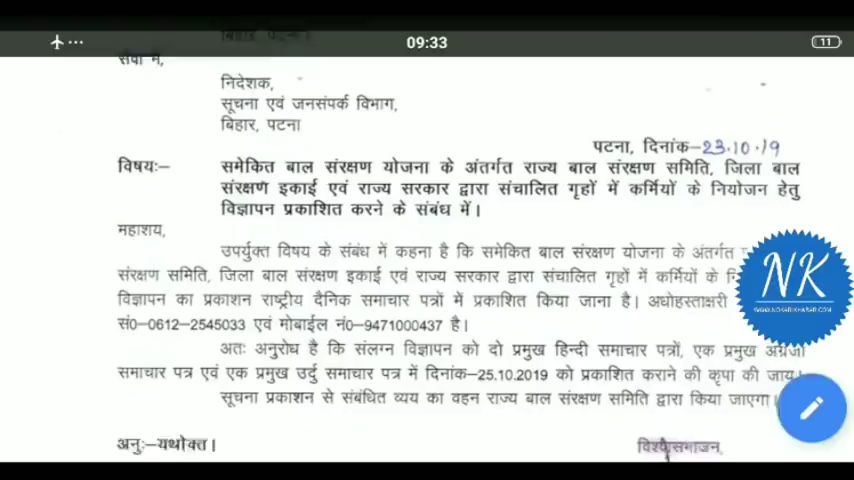 09:33
11
सेवा में,
निदेशक,
सूचना एवं जनसंपर्क विभाग,
बिहार, पटना
पटना, दिनांक-23.10.19
विषयः- समेकित बाल संरक्षण योजना के अंतर्गत राज्य बाल संरक्षण समिति, जिला बाल
संरक्षण इकाई एवं राज्य सरकार द्वारा संचालित गृहों में कर्मियों के नियोजन हेतु
विज्ञापन प्रकाशित करने के संबंध में।
महाशय,
उपर्युक्त विषय के संबंध में कहना है कि समेकित बाल संरक्षण योजना के अंतर्गत
संरक्षण समिति, जिला बाल संरक्षण इकाई एवं राज्य सरकार द्वारा संचालित गृहों में कर्मियों के
विज्ञापन का प्रकाशन राष्ट्रीय दैनिक समाचार पत्रों में प्रकाशित किया जाना है। अधोहस्ताक्षरी
सं0-0612-2545033 एवं मोबाईल नं0-9471000437 है।
अतः अनुरोध है कि संलग्न विज्ञापन को दो प्रमुख हिन्दी समाचार पत्रों, एक प्रमुख अंग्रेजी
समाचार पत्र एवं एक प्रमुख उर्दु समाचार पत्र में दिनांक-25.10.2019 को प्रकाशित कराने की कृपा की जाय।
सूचना प्रकाशन से संबंधित व्यय का वहन राज्य बाल संरक्षण समिति द्वारा किया जाएगा।
अनुः-यथोक्त।
NK
WWW.NOKARIKHABAR.COM